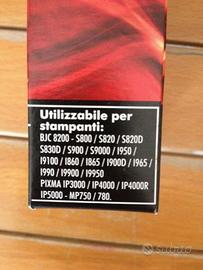 Utilizzabile per
stampanti:
BJC 8200 - S800 / S820 / S820D
S830D / S900 / S9000 / I950 /
I9100 / I860 / I865 / I900D / I965 /
I990 / I9900 / I9950
PIXMA IP3000 / IP4000 / IP4000R
IP5000 - MP750 / 780.
subito